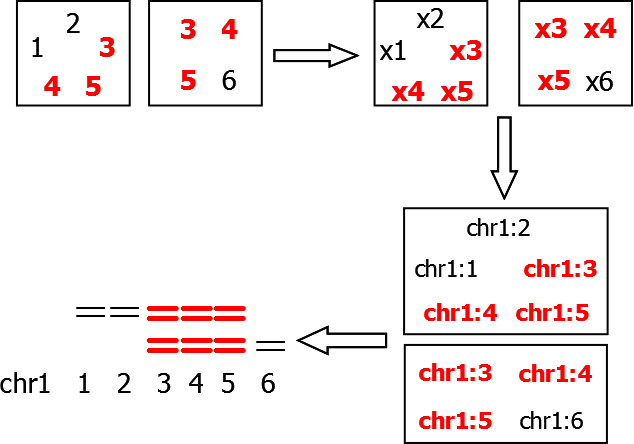 2
1 3
4 5
3 4
5 6
x2
x1 x3
x4 x5
x3 x4
x5 x6
chr1:2
chr1:1 chr1:3
chr1:4 chr1:5
chr1:3 chr1:4
chr1:5 chr1:6
chr1 1 2 3 4 5 6